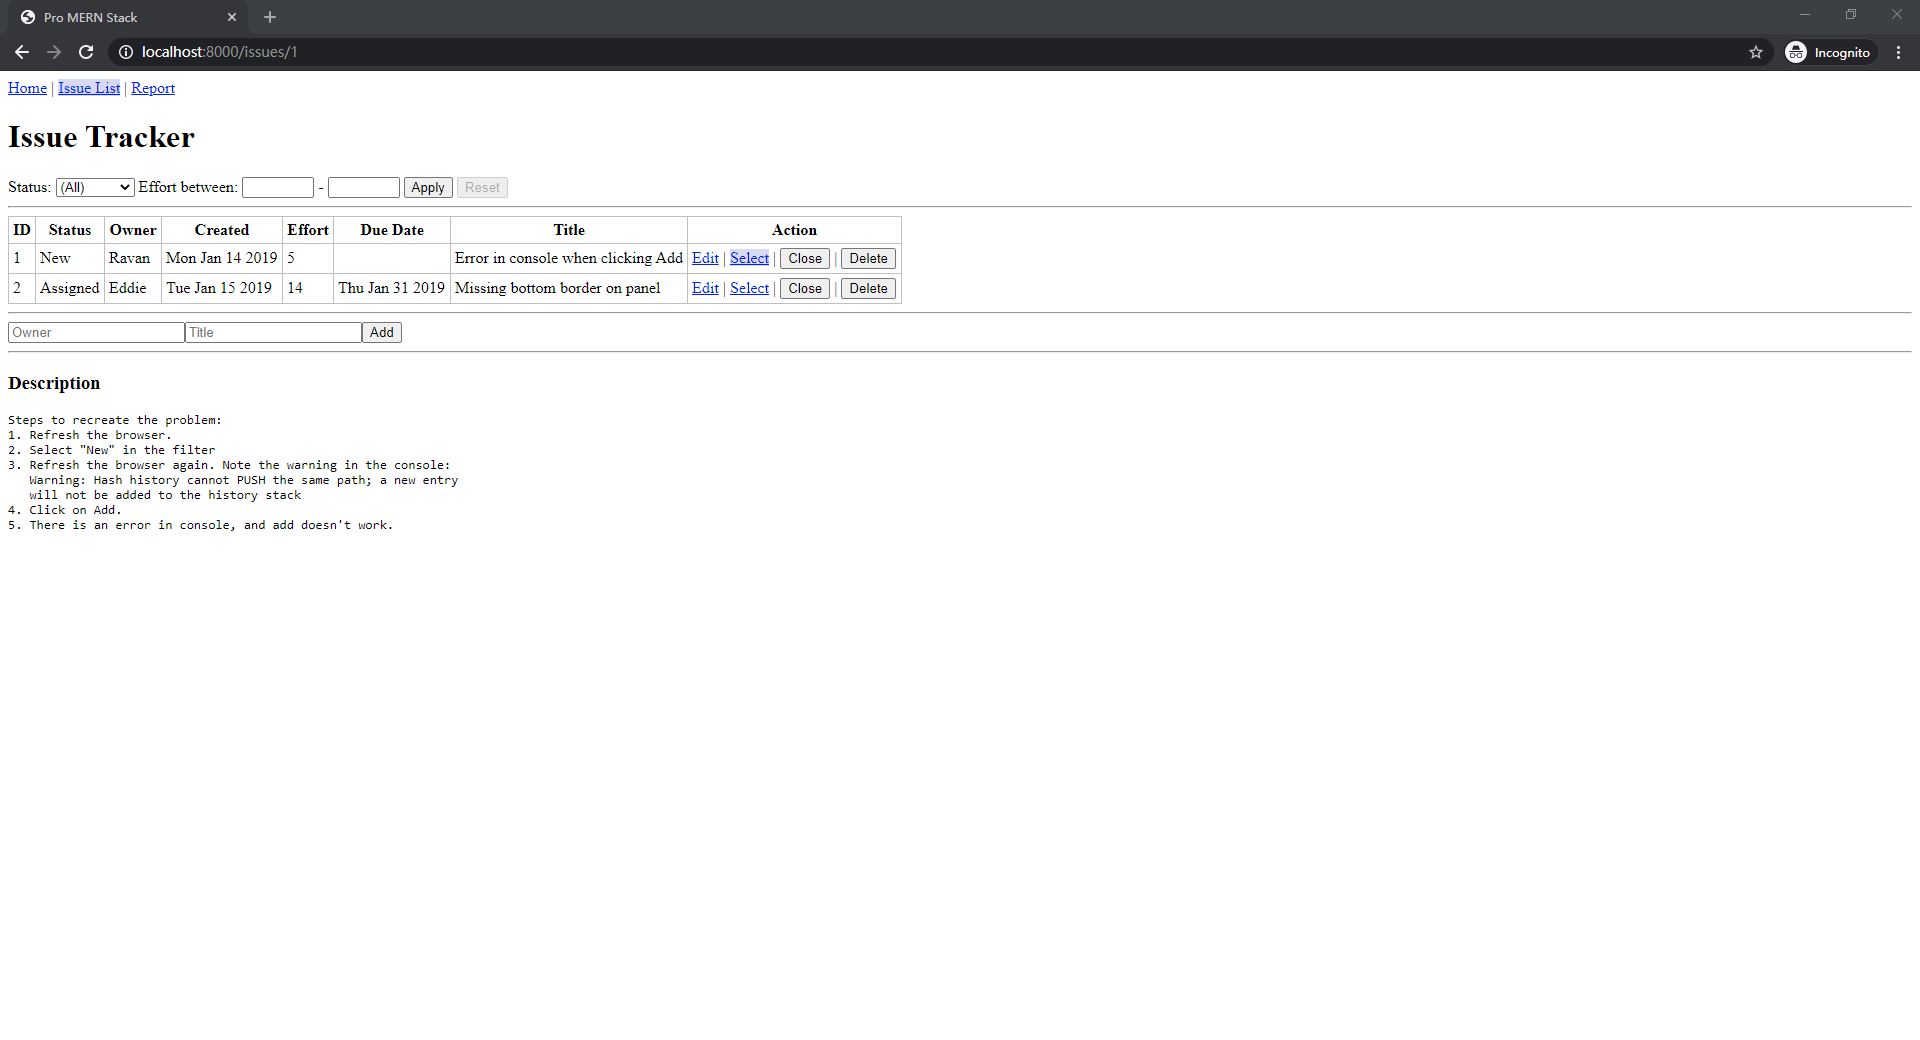 Pro MERN Stack
localhost:8000/issues/1
Incognito
Home | Issue List | Report
Issue Tracker
Status: (All) Effort between: - Apply Reset
ID Status Owner Created Effort Due Date Title Action
1 New Ravan Mon Jan 14 2019 5 Error in console when clicking Add Edit | Select | Close | Delete
2 Assigned Eddie Tue Jan 15 2019 14 Thu Jan 31 2019 Missing bottom border on panel Edit | Select | Close | Delete
Owner Title Add
Description
Steps to recreate the problem:
1. Refresh the browser.
2. Select "New" in the filter
3. Refresh the browser again. Note the warning in the console:
Warning: Hash history cannot PUSH the same path; a new entry
will not be added to the history stack
4. Click on Add.
5. There is an error in console, and add doesn't work.